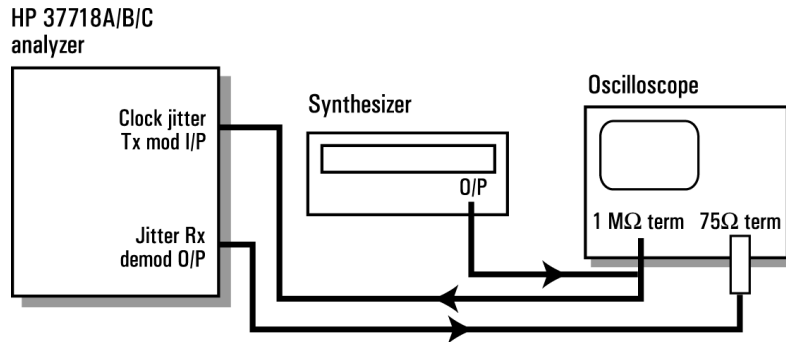 HP 37718A/B/C
analyzer
Clock jitter
Tx mod I/P
Jitter Rx
demod O/P
Synthesizer
O/P
Oscilloscope
1 MΩ term
75Ω term